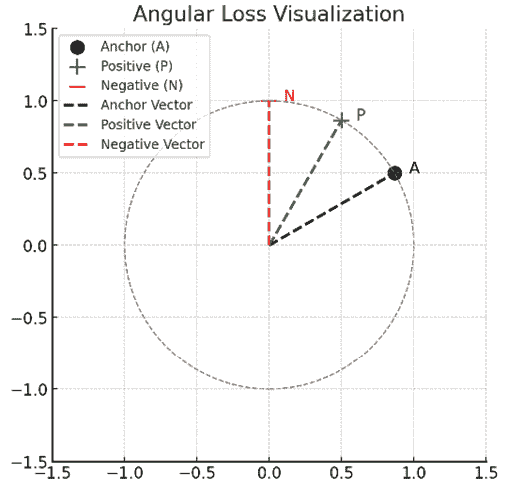 Angular Loss Visualization
1.5
Anchor (A)
Positive (P)
Negative (N)
Anchor Vector
Positive Vector
Negative Vector
N
P
A
1.0
0.5
0.0
−0.5
−1.0
−1.5
−1.5 −1.0 −0.5 0.0 0.5 1.0 1.5